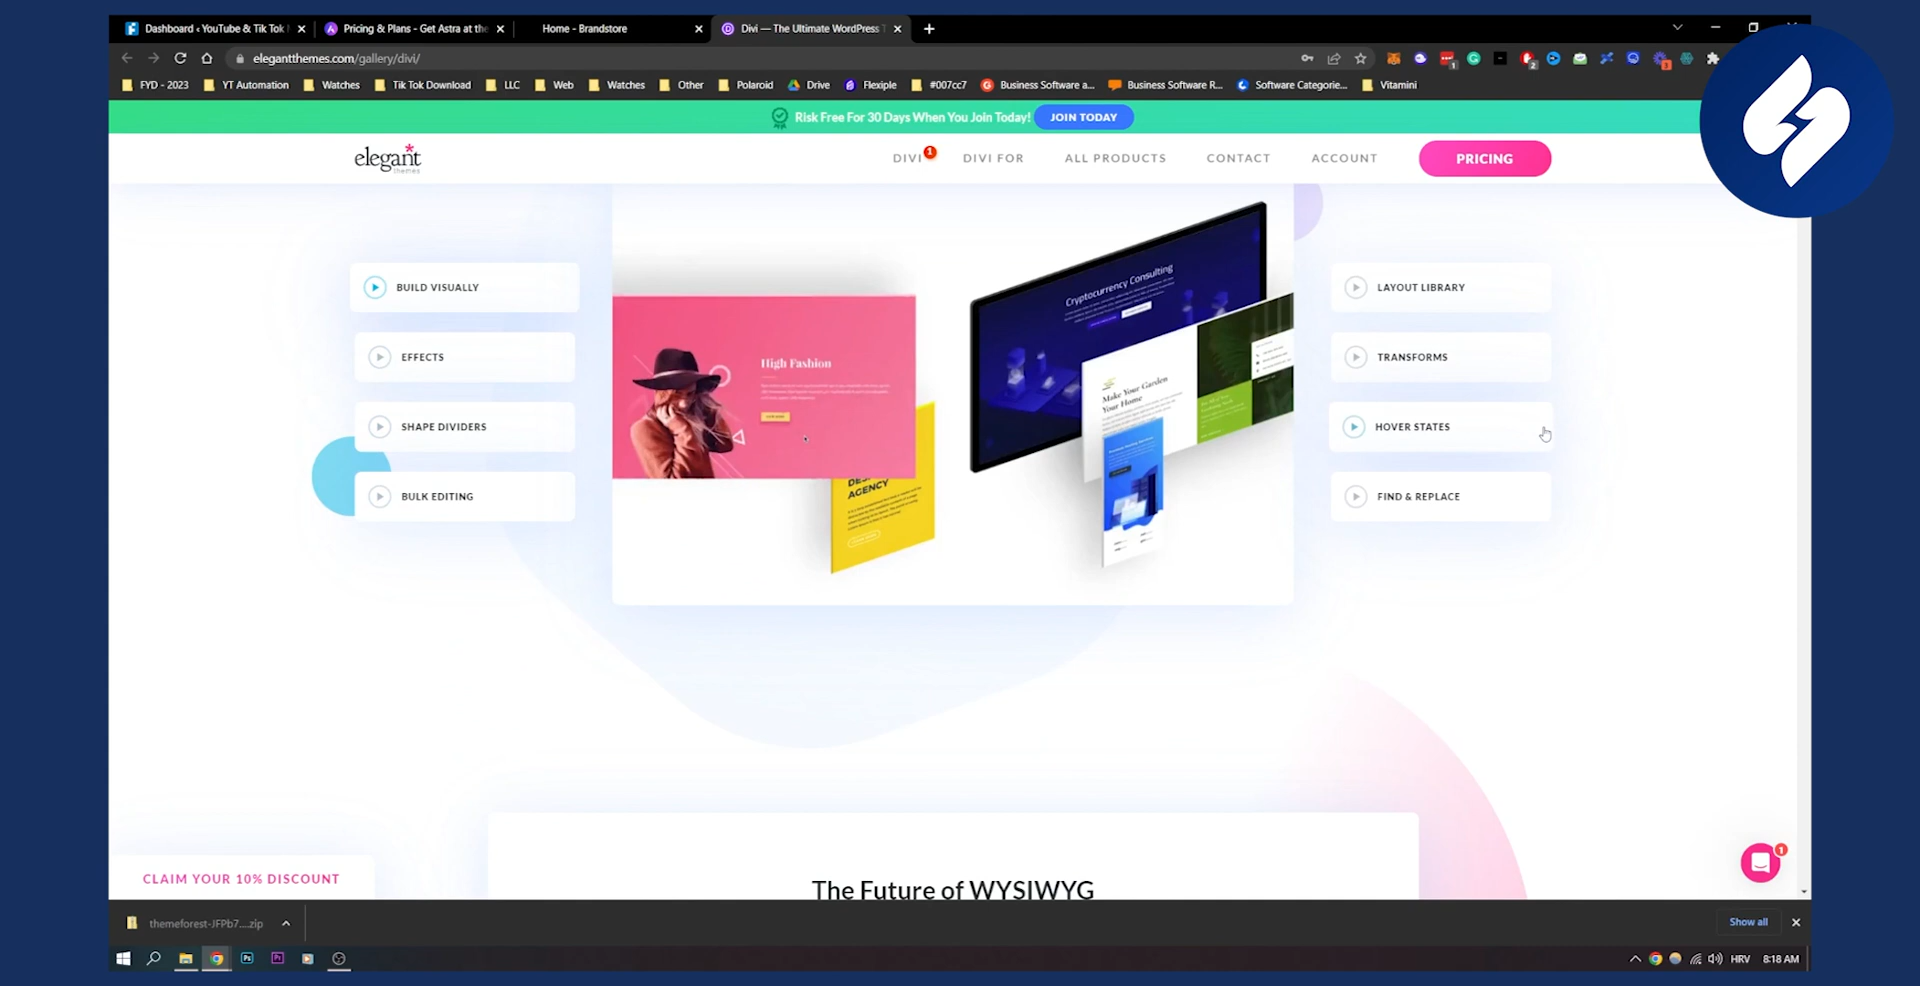 Dashboard ‹ YouTube & Tik Tok
Pricing & Plans - Get Astra at the
Home - Brandstore
Divi — The Ultimate WordPress T
elegantthemes.com/gallery/divi/
FYD - 2023
YT Automation
Watches
Tik Tok Download
LLC
Web
Watches
Other
Polaroid
Drive
Flexiple
#007cc7
Business Software a...
Business Software R...
Software Categorie...
Vitamini
Risk Free For 30 Days When You Join Today!
JOIN TODAY
elegant
themes
DIVI
1
DIVI FOR
ALL PRODUCTS
CONTACT
ACCOUNT
PRICING
BUILD VISUALLY
EFFECTS
SHAPE DIVIDERS
BULK EDITING
High Fashion
AGENCY
Cryptocurrency Consulting
Make Your Garden
Your Home
LAYOUT LIBRARY
TRANSFORMS
HOVER STATES
FIND & REPLACE
CLAIM YOUR 10% DISCOUNT
The Future of WYSIWYG
1
themeforest-JFPb7....zip
Show all
Ps
Pr
HRV
8:18 AM